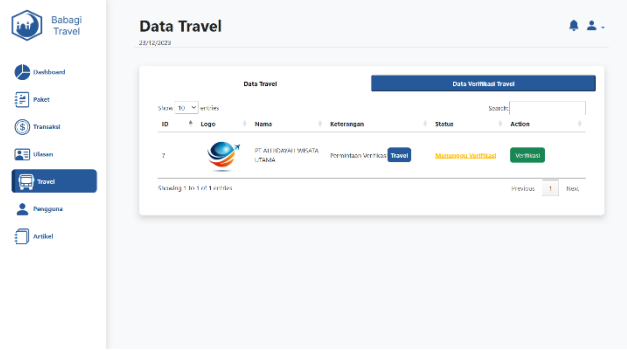 Babagi
Travel
Data Travel
23/12/2023
Dashboard
Paket
Transaksi
Ulasan
Travel
Pengguna
Artikel
Data Travel
Data Verifikasi Travel
Show 10 entries
Search:
ID Logo Nama Keterangan Status Action
7 PT ALHIDAYAH WISATA UTAMA Permintaan Verifikasi Travel Menunggu Verifikasi Verifikasi
Showing 1 to 1 of 1 entries
Previous 1 Next